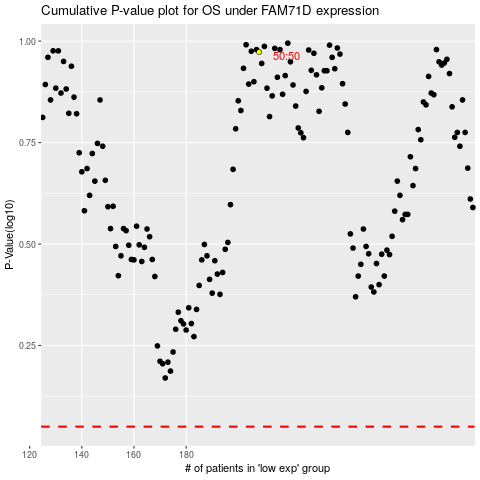 Cumulative P-value plot for OS under FAM71D expression
1.00
50:50
0.75
P-Value(log10)
0.50
0.25
120 140 160 180
# of patients in 'low exp' group